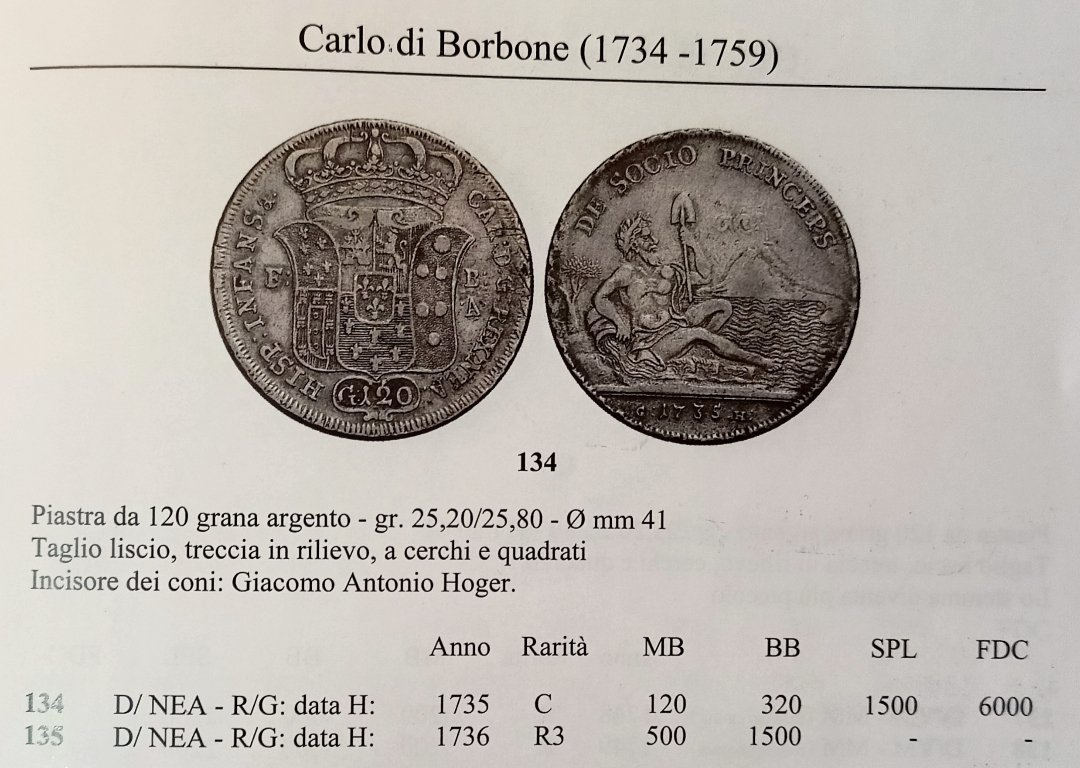 Carlo di Borbone (1734 -1759)
HISP. INFANS. &.
CAR. D. G. REX NEA.
F.
B.
A
G. 120
DE SOCIO PRINCEPS
G. 1735 H.
134
Piastra da 120 grana argento - gr. 25,20/25,80 - Ø mm 41
Taglio liscio, treccia in rilievo, a cerchi e quadrati
Incisore dei coni: Giacomo Antonio Hoger.
Anno Rarità MB BB SPL FDC
134 D/ NEA - R/G: data H: 1735 C 120 320 1500 6000
135 D/ NEA - R/G: data H: 1736 R3 500 1500 - -